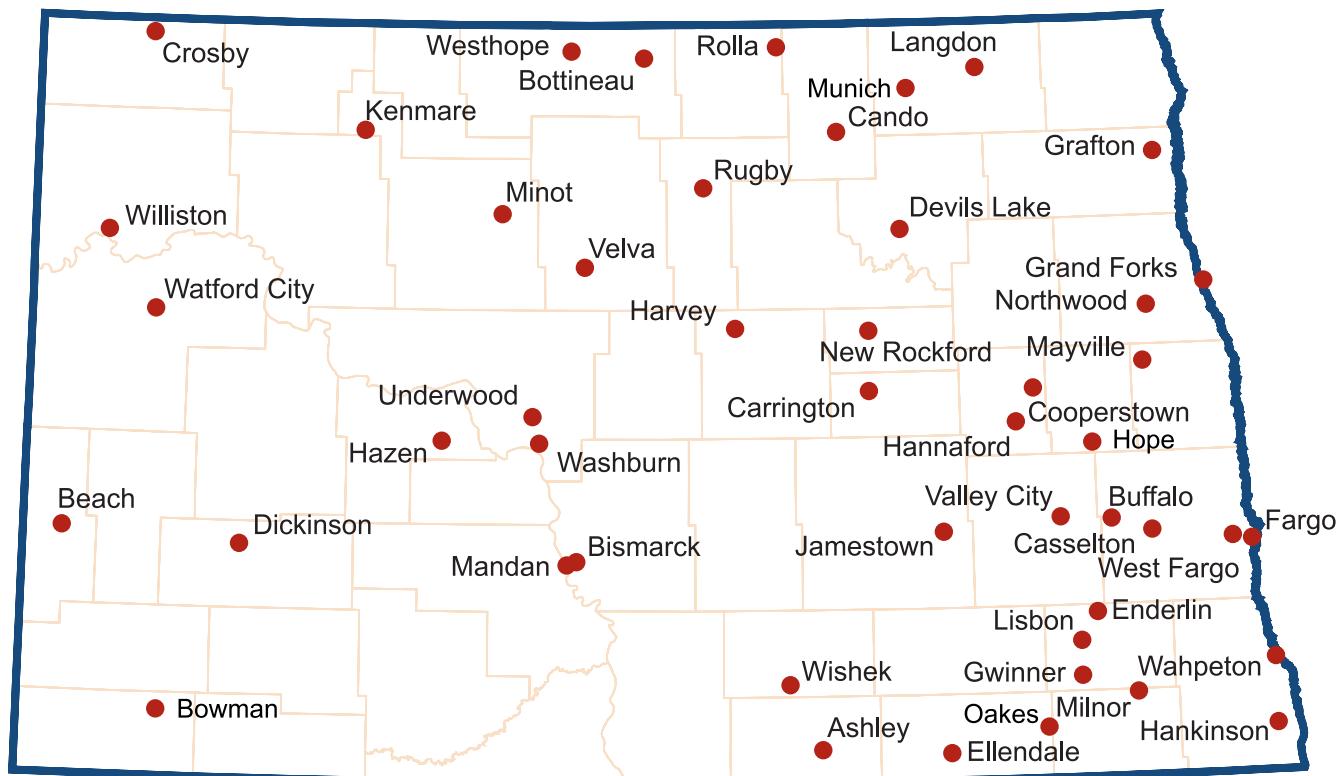 Crosby
Westhope
Bottineau
Rolla
Langdon
Munich
Cando
Kenmare
Grafton
Rugby
Minot
Williston
Devils Lake
Velva
Grand Forks
Watford City
Northwood
Harvey
New Rockford
Mayville
Underwood
Carrington
Cooperstown
Hannaford
Hope
Hazen
Washburn
Beach
Valley City
Buffalo
Dickinson
Fargo
Jamestown
Casselton
Bismarck
Mandan
West Fargo
Enderlin
Lisbon
Wishek
Gwinner
Wahpeton
Bowman
Oakes
Milnor
Ashley
Hankinson
Ellendale